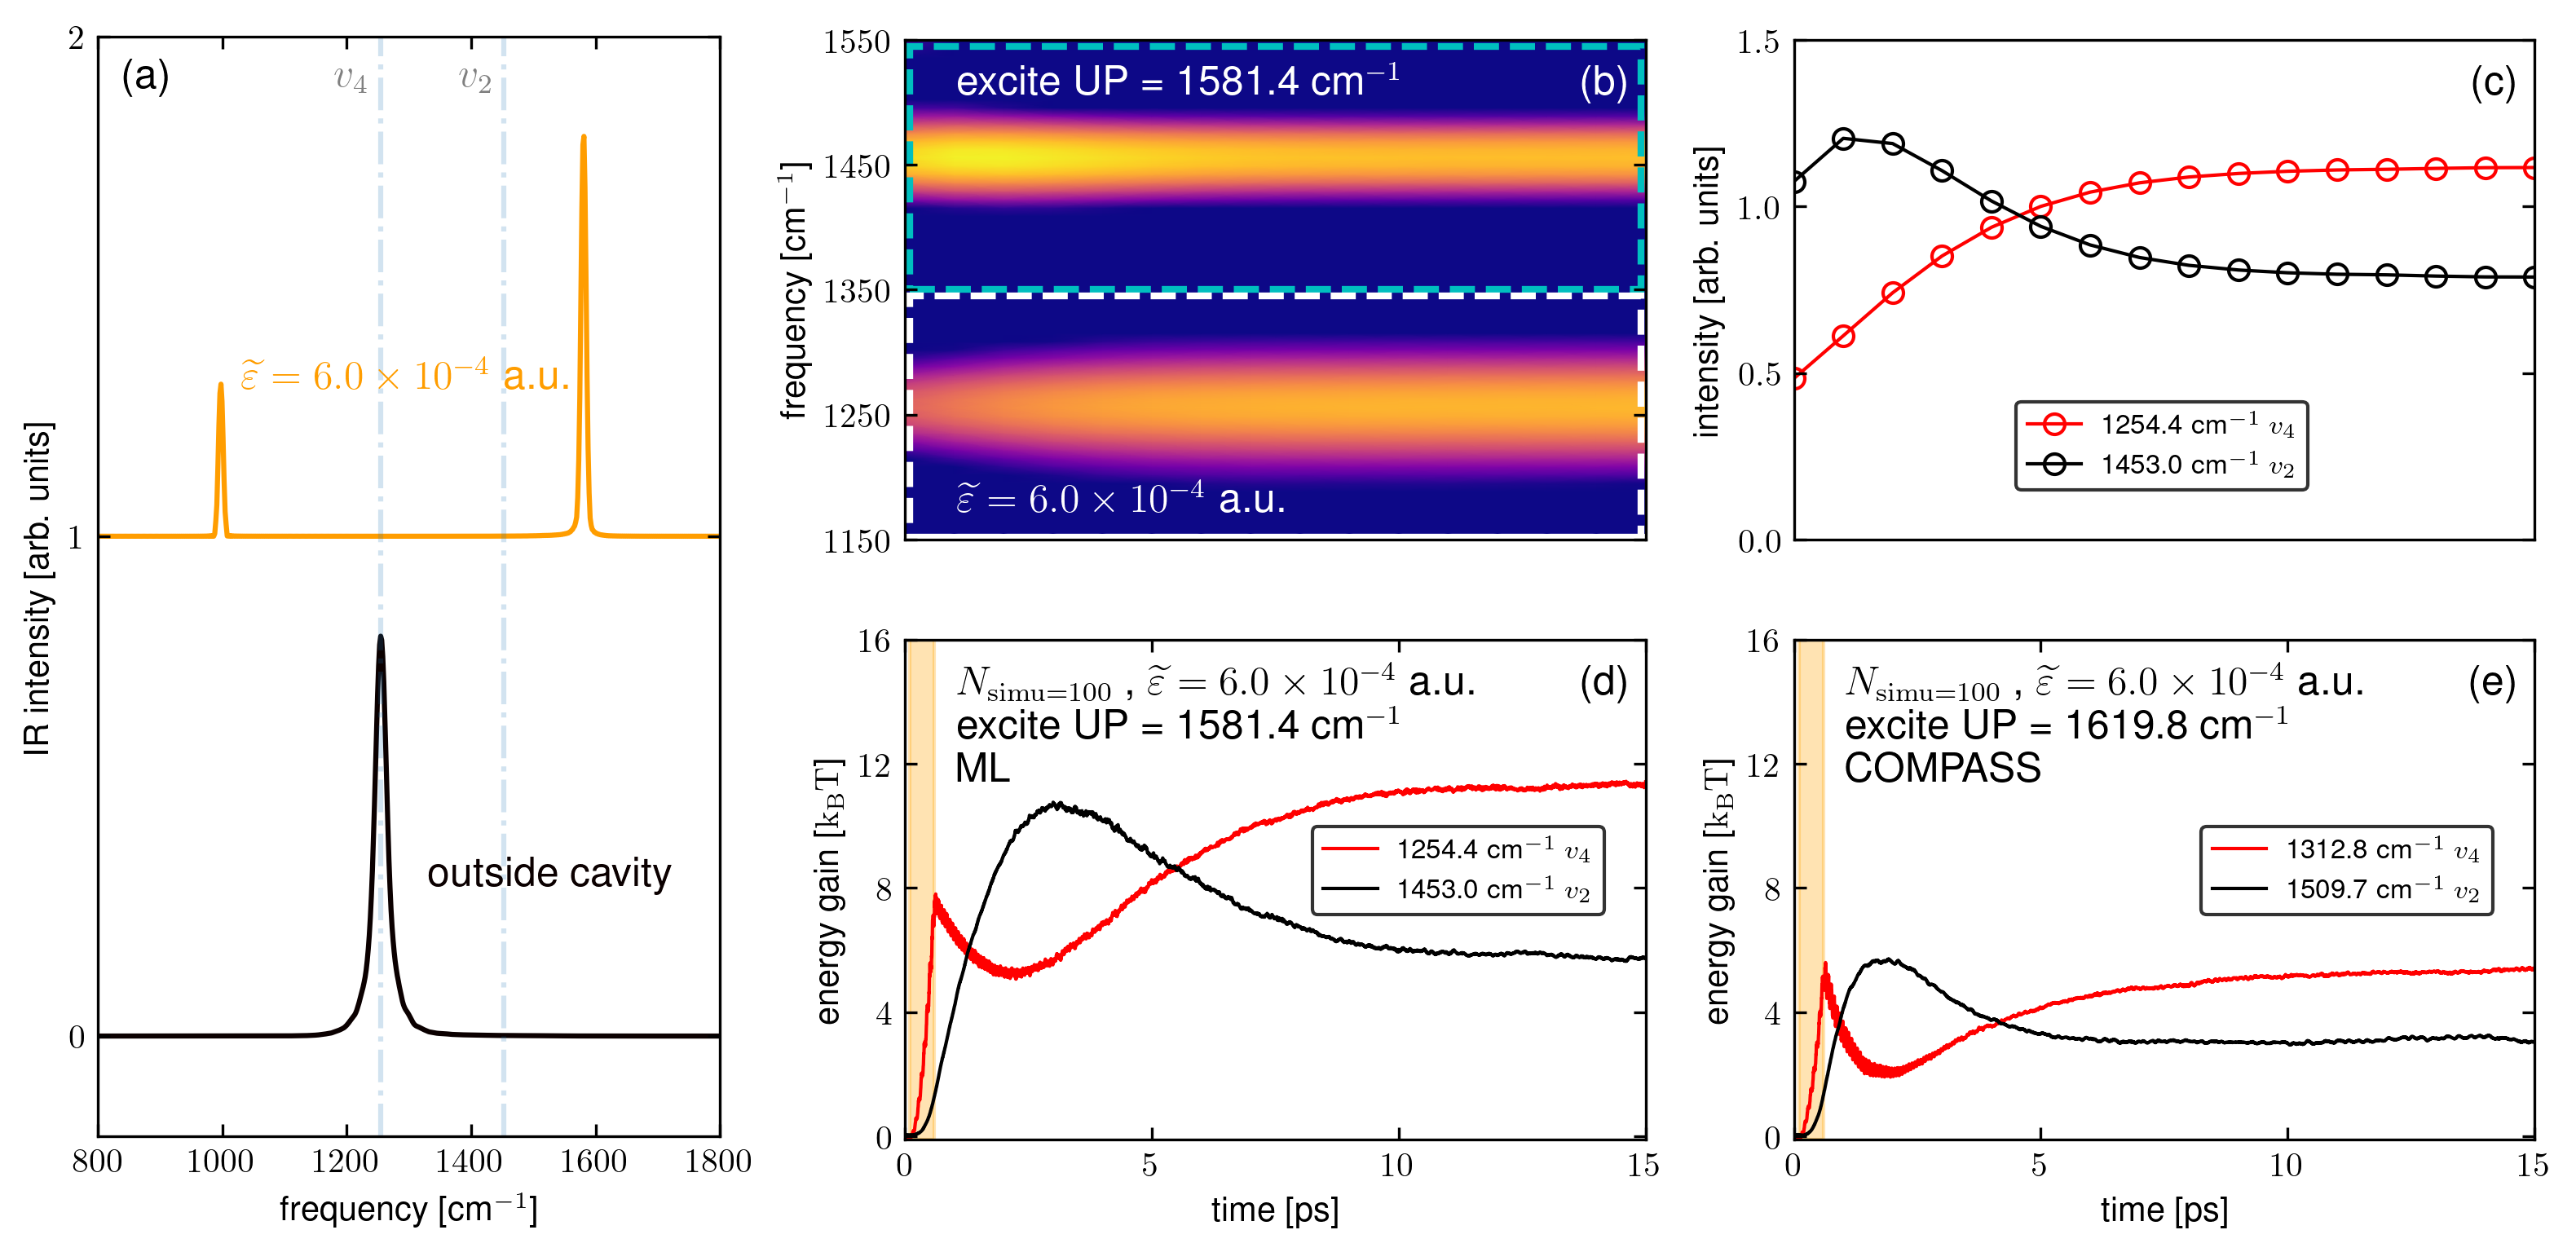 (a)
v₄
v₂
2
1
0
IR intensity [arb. units]
ε̃ = 6.0 × 10⁻⁴ a.u.
outside cavity
800 1000 1200 1400 1600 1800
frequency [cm⁻¹]
excite UP = 1581.4 cm⁻¹
(b)
1550
1450
1350
1250
1150
frequency [cm⁻¹]
ε̃ = 6.0 × 10⁻⁴ a.u.
(c)
1.5
1.0
0.5
0.0
intensity [arb. units]
1254.4 cm⁻¹ v₄
1453.0 cm⁻¹ v₂
N_simu=100 , ε̃ = 6.0 × 10⁻⁴ a.u.
(d)
excite UP = 1581.4 cm⁻¹
ML
16
12
8
4
0
energy gain [k_BT]
1254.4 cm⁻¹ v₄
1453.0 cm⁻¹ v₂
0 5 10 15
time [ps]
N_simu=100 , ε̃ = 6.0 × 10⁻⁴ a.u.
(e)
excite UP = 1619.8 cm⁻¹
COMPASS
16
12
8
4
0
energy gain [k_BT]
1312.8 cm⁻¹ v₄
1509.7 cm⁻¹ v₂
0 5 10 15
time [ps]